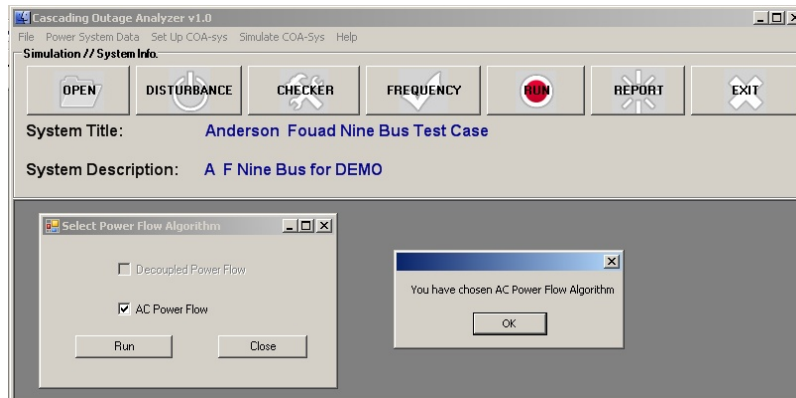 Cascading Outage Analyzer v1.0
File Power System Data Set Up COA-sys Simulate COA-Sys Help
Simulation // System Info.
OPEN DISTURBANCE CHECKER FREQUENCY RUN REPORT EXIT
System Title: Anderson Fouad Nine Bus Test Case
System Description: A F Nine Bus for DEMO
Select Power Flow Algorithm
Decoupled Power Flow
AC Power Flow
Run Close
You have chosen AC Power Flow Algorithm
OK